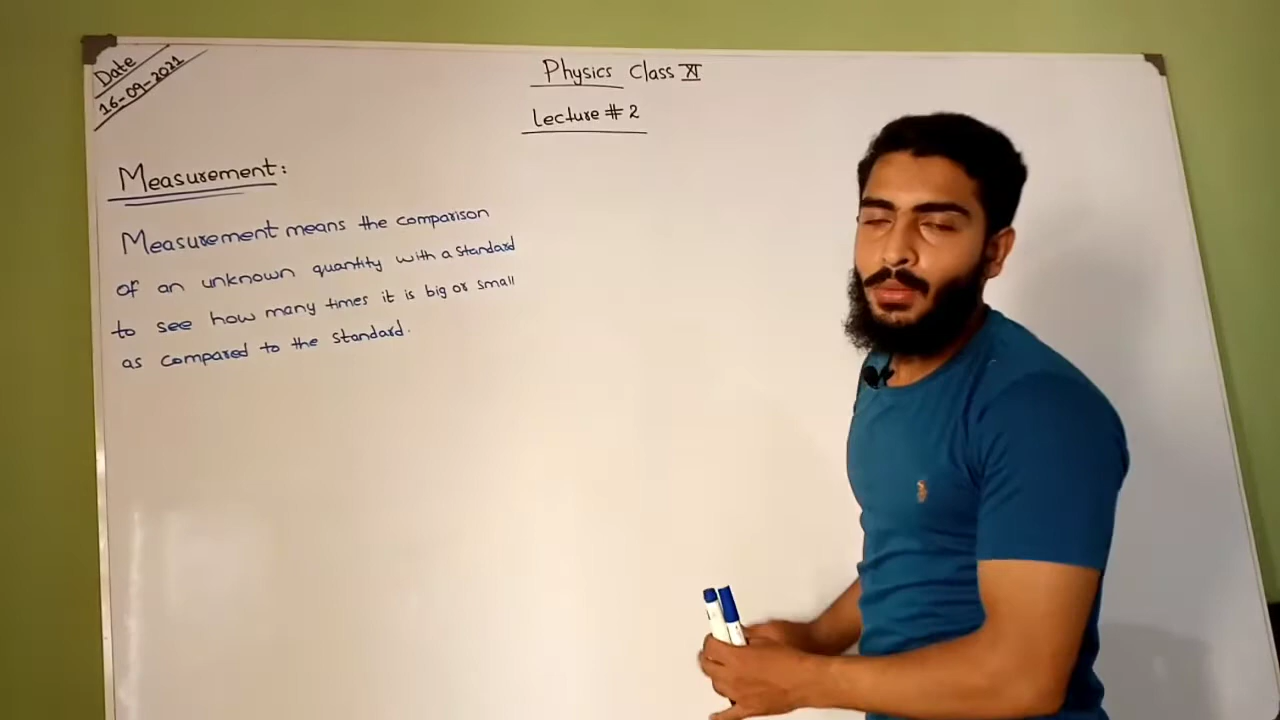 Date
16-09-2021
Physics Class XI
Lecture # 2
Measurement:
Measurement means the comparison
of an unknown quantity with a standard
to see how many times it is big or small
as compared to the standard.